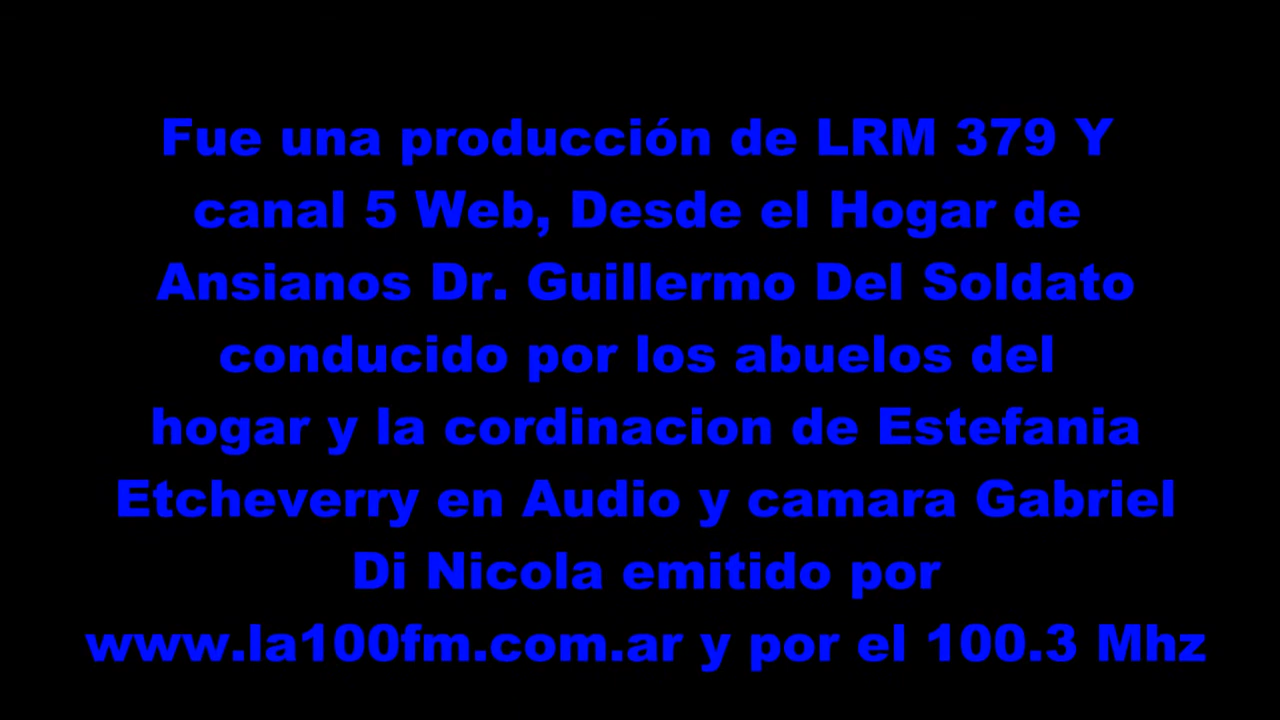 Fue una producción de LRM 379 Y
canal 5 Web, Desde el Hogar de
Ansianos Dr. Guillermo Del Soldato
conducido por los abuelos del
hogar y la cordinacion de Estefania
Etcheverry en Audio y camara Gabriel
Di Nicola emitido por
www.la100fm.com.ar y por el 100.3 Mhz